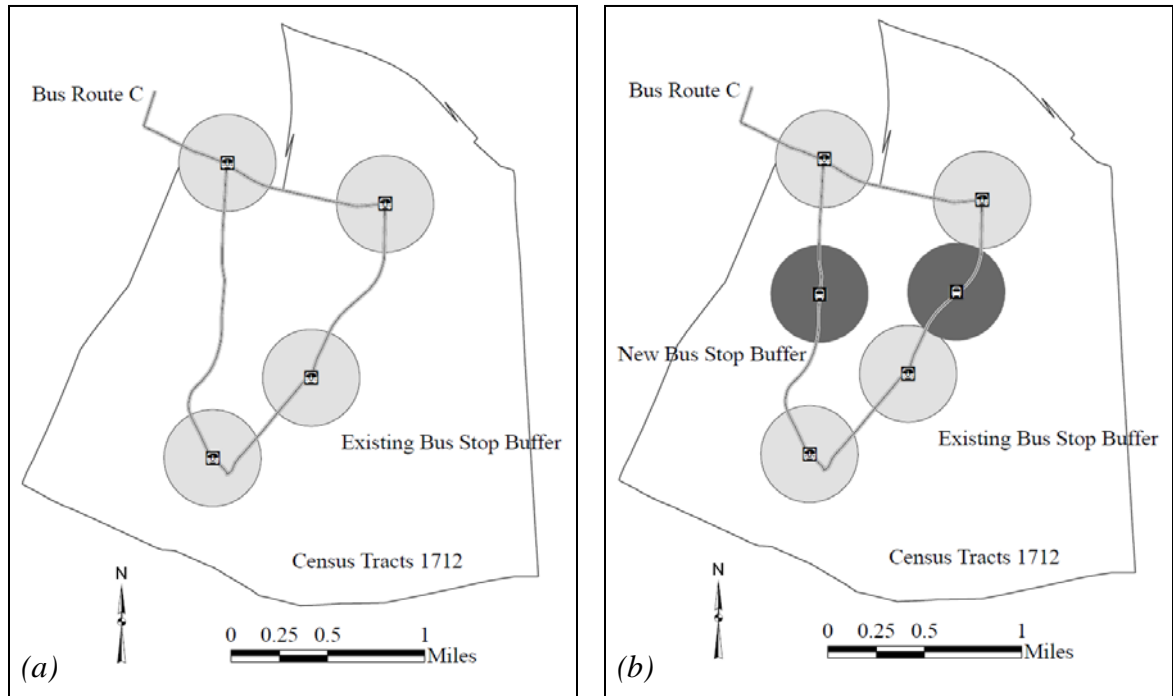 Bus Route C
Existing Bus Stop Buffer
Census Tracts 1712
N
0 0.25 0.5 1
Miles
(a)
Bus Route C
New Bus Stop Buffer
Existing Bus Stop Buffer
Census Tracts 1712
N
0 0.25 0.5 1
Miles
(b)